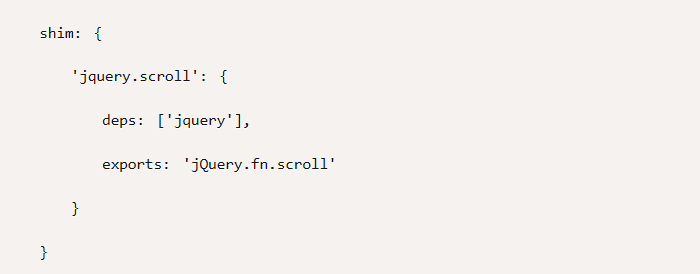 shim: {
'jquery.scroll': {
deps: ['jquery'],
exports: 'jQuery.fn.scroll'
}
}